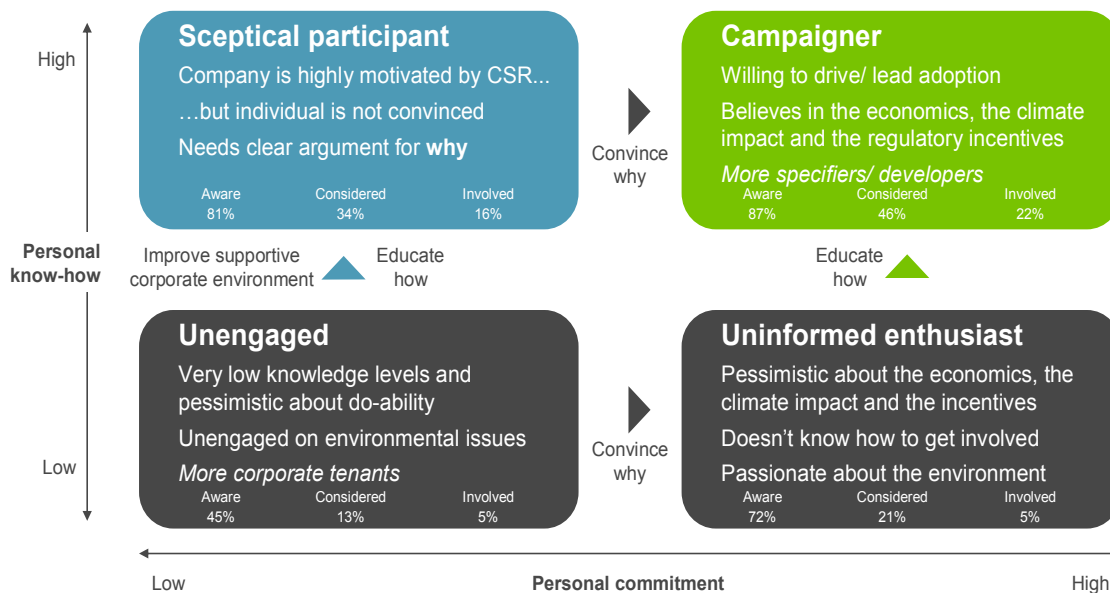 High
Sceptical participant
Company is highly motivated by CSR...
…but individual is not convinced
Needs clear argument for why
Aware Considered Involved
81% 34% 16%
Convince
why
Campaigner
Willing to drive/ lead adoption
Believes in the economics, the climate
impact and the regulatory incentives
More specifiers/ developers
Aware Considered Involved
87% 46% 22%
Personal
know-how
Improve supportive
corporate environment
Educate
how
Educate
how
Unengaged
Very low knowledge levels and
pessimistic about do-ability
Unengaged on environmental issues
More corporate tenants
Aware Considered Involved
45% 13% 5%
Convince
why
Uninformed enthusiast
Pessimistic about the economics, the
climate impact and the incentives
Doesn’t know how to get involved
Passionate about the environment
Aware Considered Involved
72% 21% 5%
Low
Low Personal commitment High